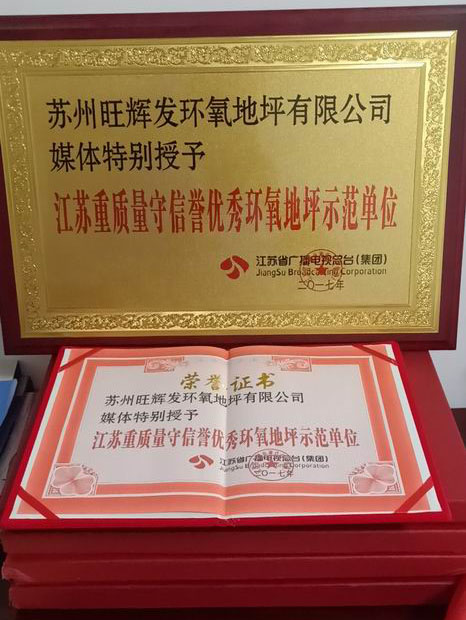 苏州旺辉发环氧地坪有限公司
媒体特别授予
江苏重质量守信誉优秀环氧地坪示范单位
江苏省广播电视总台(集团)
JiangSu Broadcasting Corporation
二〇一七年
荣誉证书
苏州旺辉发环氧地坪有限公司
媒体特别授予
江苏重质量守信誉优秀环氧地坪示范单位
江苏省广播电视总台(集团)
JiangSu Broadcasting Corporation
二〇一七年